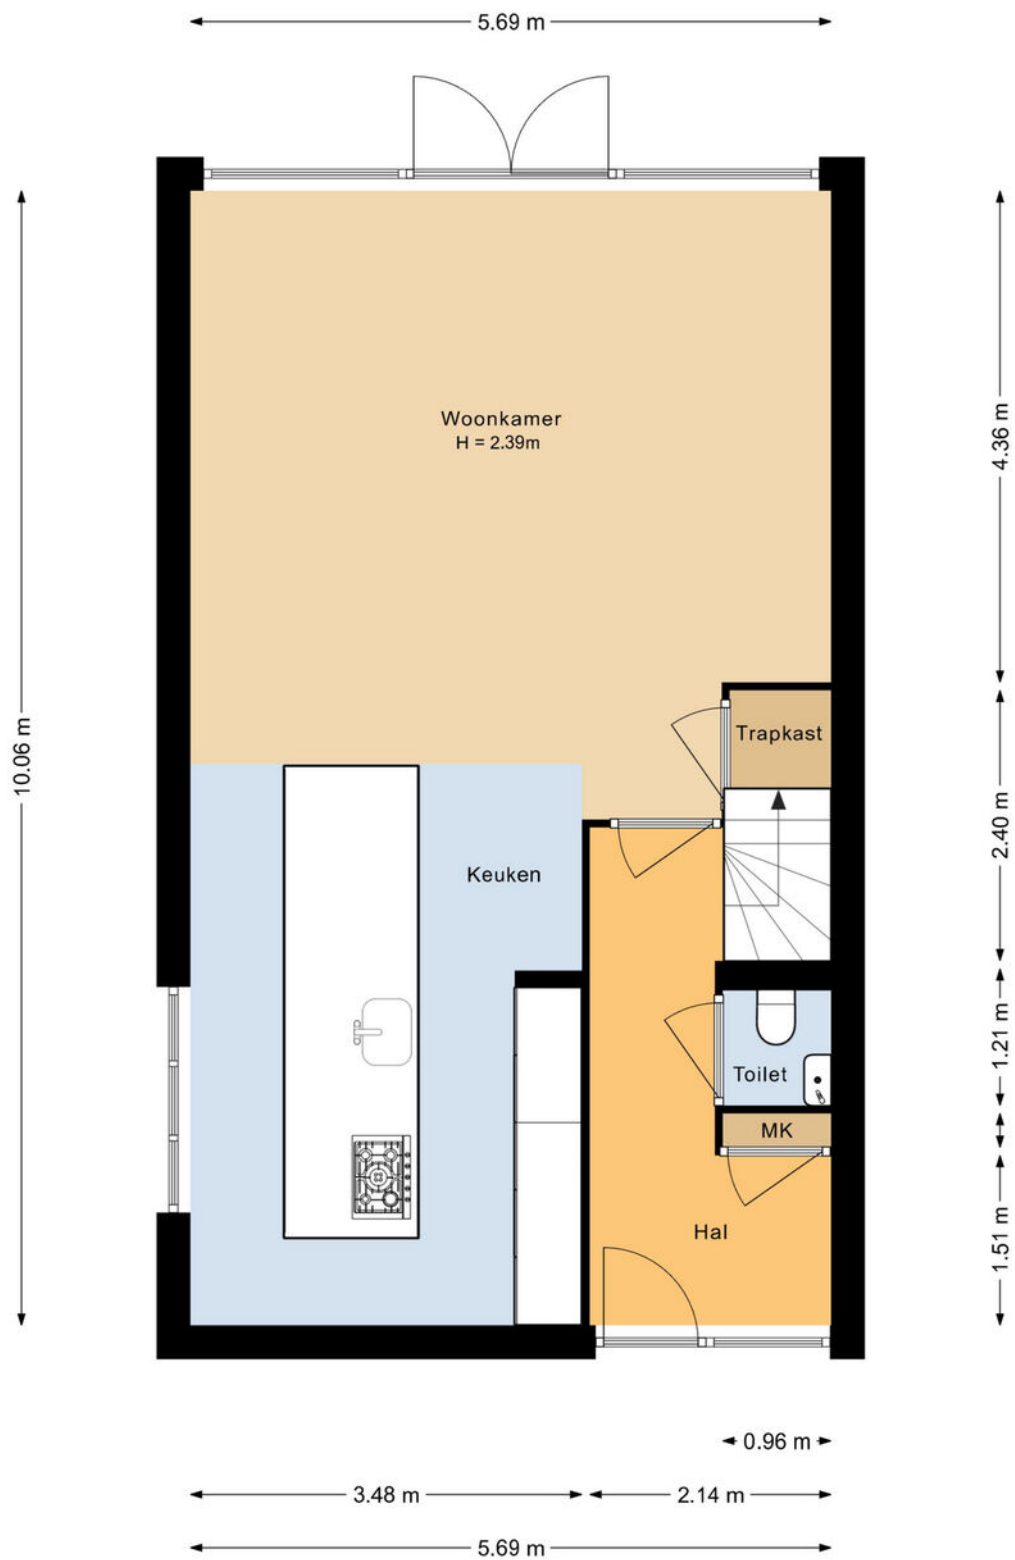 5.69 m
Woonkamer
H = 2.39m
4.36 m
10.06 m
Trapkast
2.40 m
Keuken
1.21 m
Toilet
MK
Hal
1.51 m
0.96 m
3.48 m
2.14 m
5.69 m